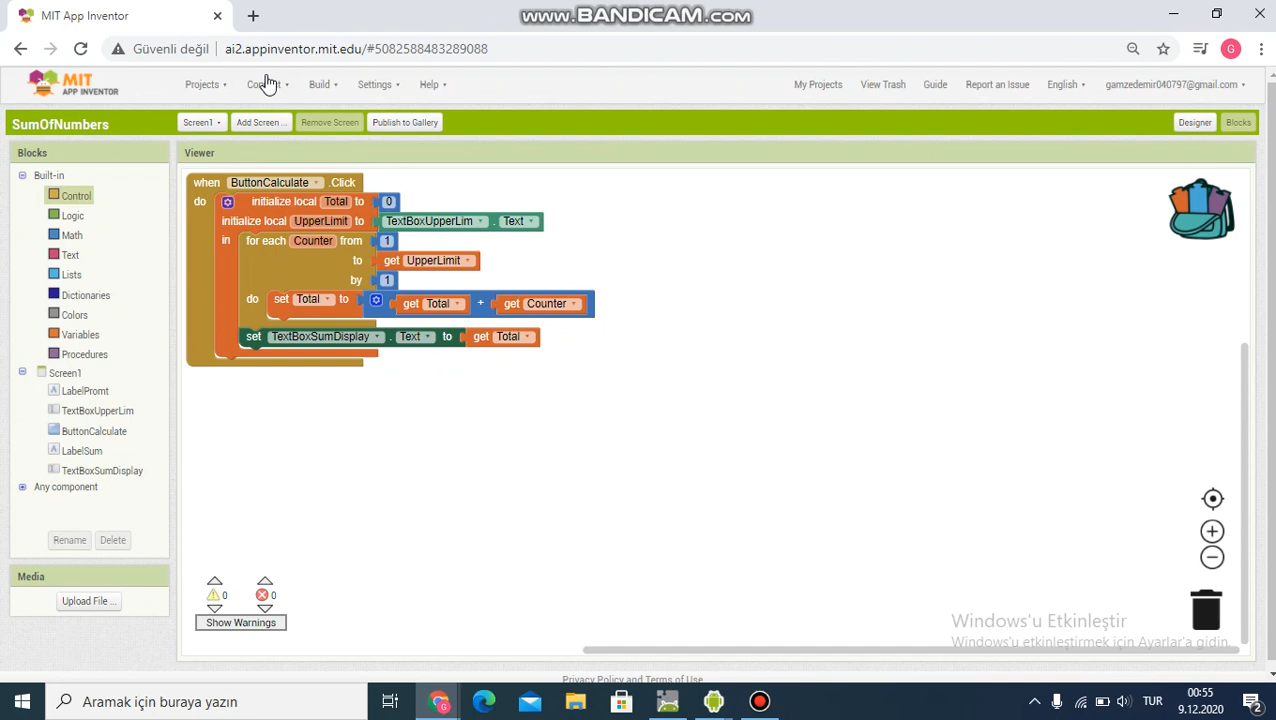 www.BANDICAM.com
MIT App Inventor
Güvenli değil
ai2.appinventor.mit.edu/#5082588483289088
G
MIT
APP INVENTOR
Projects
Build
Settings
Help
My Projects
View Trash
Guide
Report an Issue
English
gamzedemir040797@gmail.com
SumOfNumbers
Screen1
Add Screen ...
Remove Screen
Publish to Gallery
Designer
Blocks
Blocks
Viewer
Built-in
Control
Logic
Math
Text
Lists
Dictionaries
Colors
Variables
Procedures
Screen1
LabelPromt
TextBoxUpperLim
ButtonCalculate
LabelSum
TextBoxSumDisplay
Any component
Rename
Delete
Media
Upload File ...
when ButtonCalculate .Click
do initialize local Total to 0
initialize local UpperLimit to TextBoxUpperLim . Text
in for each Counter from 1
to get UpperLimit
by 1
do set Total to get Total + get Counter
set TextBoxSumDisplay . Text to get Total
0
0
Show Warnings
Windows'u Etkinleştir
Windows'u etkinleştirmek için Ayarlar'a gidin.
Privacy Policy and Terms of Use
Aramak için buraya yazın
TUR
00:55
9.12.2020
2